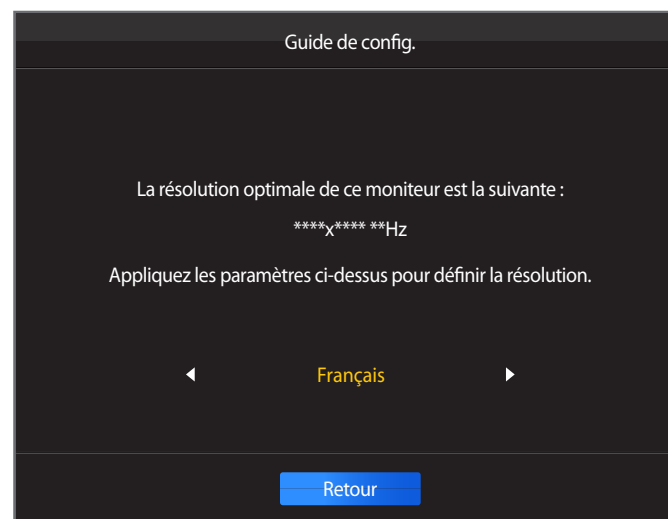 Guide de config.
La résolution optimale de ce moniteur est la suivante :
****x**** **Hz
Appliquez les paramètres ci-dessus pour définir la résolution.
Français
Retour